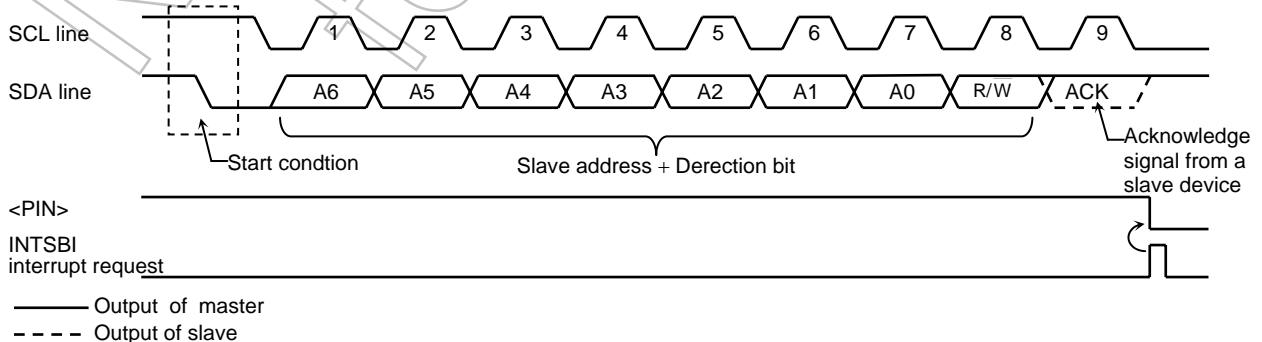 SCL line
1 2 3 4 5 6 7 8 9
SDA line
A6 A5 A4 A3 A2 A1 A0 R/W̅ ACK
Start condtion
Slave address + Derection bit
Acknowledge
signal from a
slave device
<PIN>
INTSBI
interrupt request
Output of master
Output of slave